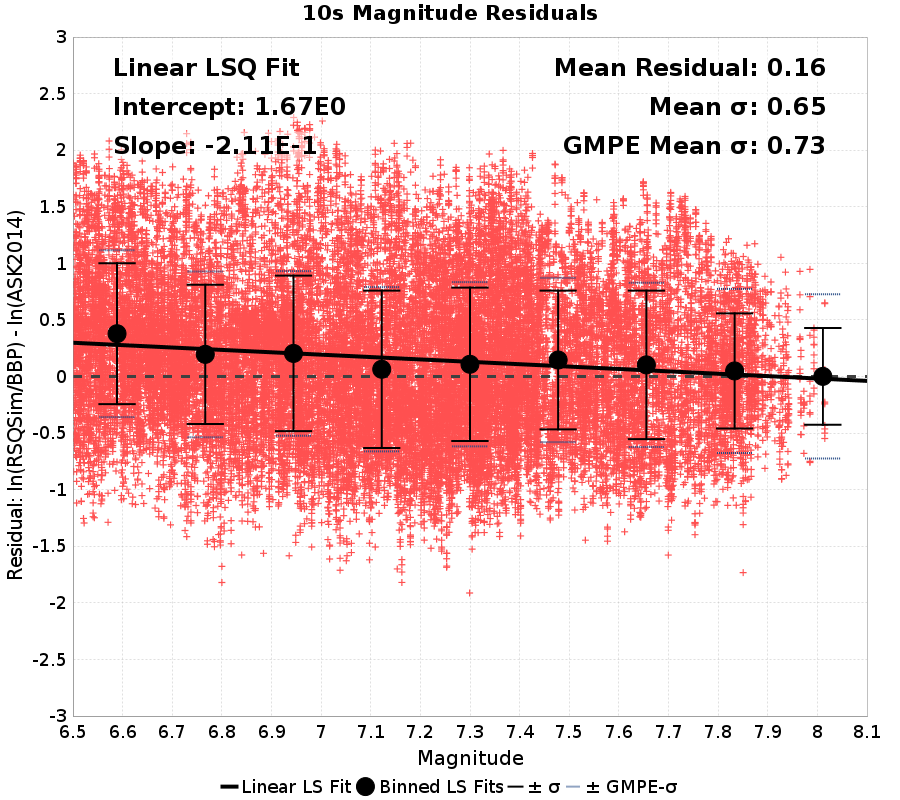 10s Magnitude Residuals
Linear LSQ Fit
Intercept: 1.67E0
Slope: -2.11E-1
Mean Residual: 0.16
Mean σ: 0.65
GMPE Mean σ: 0.73
Residual: ln(RSQSim/BBP) - ln(ASK2014)
3
2.5
2
1.5
1
0.5
0
-0.5
-1
-1.5
-2
-2.5
-3
6.5 6.6 6.7 6.8 6.9 7 7.1 7.2 7.3 7.4 7.5 7.6 7.7 7.8 7.9 8 8.1
Magnitude
Linear LS Fit Binned LS Fits ± σ ± GMPE-σ